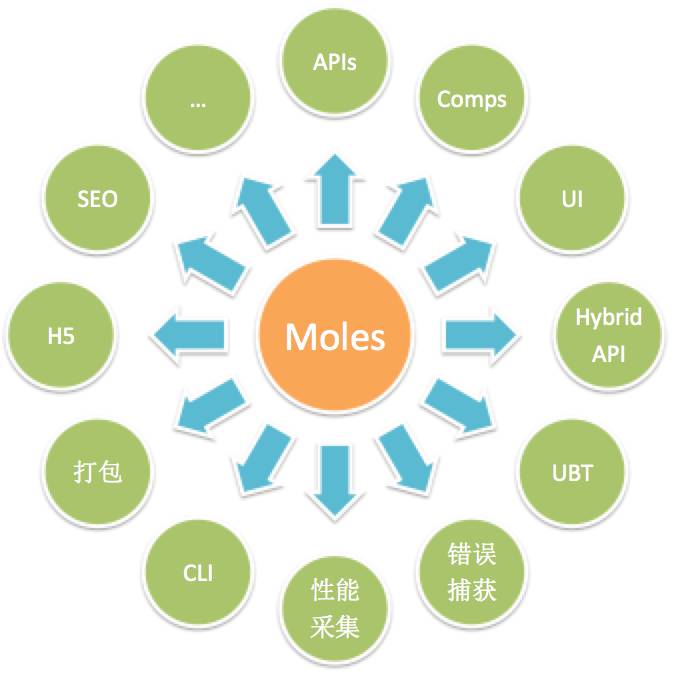 APIs
Comps
UI
Hybrid
API
UBT
错误
捕获
性能
采集
CLI
打包
H5
SEO
...
Moles